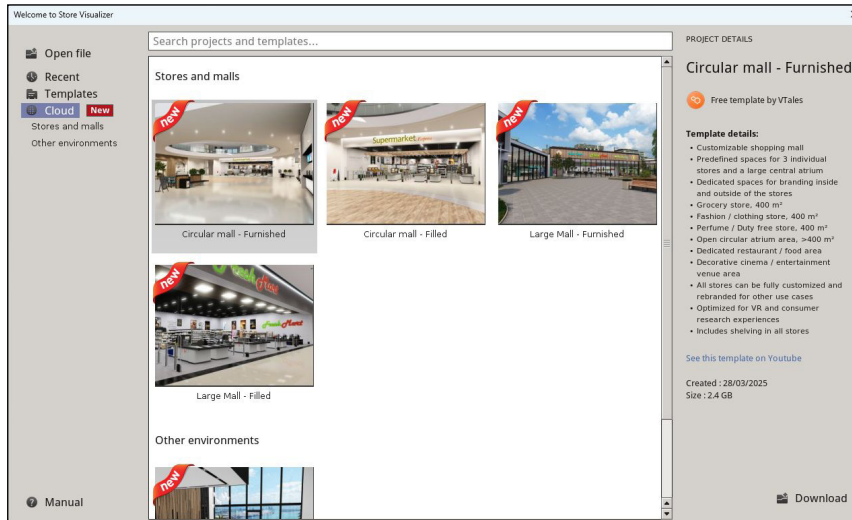 Welcome to Store Visualizer
Open file
Recent
Templates
Cloud New
Stores and malls
Other environments
Manual
Search projects and templates...
Stores and malls
new
new
new
Supermarket
Circular mall - Furnished
Circular mall - Filled
Large Mall - Furnished
new
Fresh
Fresh Mart
Large Mall - Filled
Other environments
new
PROJECT DETAILS
Circular mall - Furnished
Free template by VTales
Template details:
• Customizable shopping mall
• Predefined spaces for 3 individual
stores and a large central atrium
• Dedicated spaces for branding inside
and outside of the stores
• Grocery store, 400 m²
• Fashion / clothing store, 400 m²
• Perfume / Duty free store, 400 m²
• Open circular atrium area, >400 m²
• Dedicated restaurant / food area
• Decorative cinema / entertainment
venue area
• All stores can be fully customized and
rebranded for other use cases
• Optimized for VR and consumer
research experiences
• Includes shelving in all stores
See this template on Youtube
Created : 28/03/2025
Size : 2.4 GB
Download